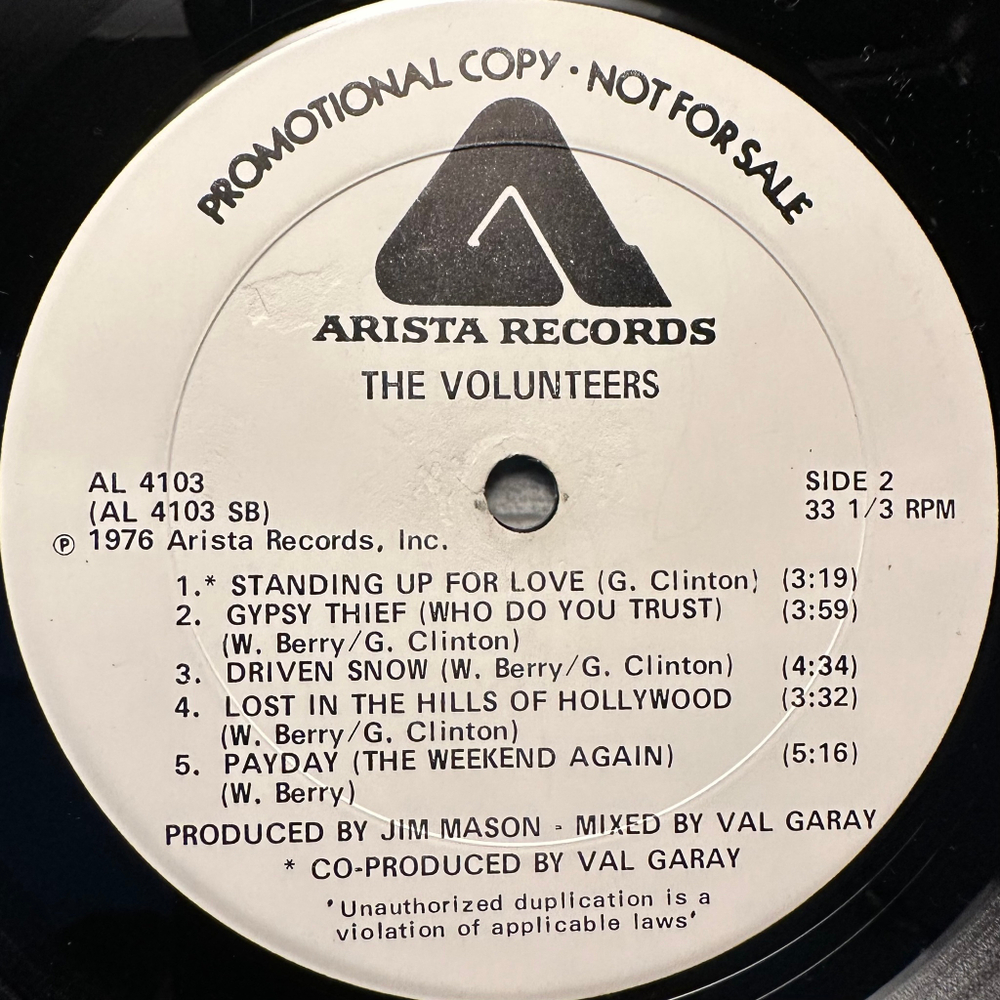 PROMOTIONAL COPY · NOT FOR SALE
ARISTA RECORDS
THE VOLUNTEERS
AL 4103
(AL 4103 SB)
℗ 1976 Arista Records, Inc.
SIDE 2
33 1/3 RPM
1.* STANDING UP FOR LOVE (G. Clinton) (3:19)
2. GYPSY THIEF (WHO DO YOU TRUST) (3:59)
(W. Berry/G. Clinton)
3. DRIVEN SNOW (W. Berry/G. Clinton) (4:34)
4. LOST IN THE HILLS OF HOLLYWOOD (3:32)
(W. Berry/G. Clinton)
5. PAYDAY (THE WEEKEND AGAIN) (5:16)
(W. Berry)
PRODUCED BY JIM MASON - MIXED BY VAL GARAY
* CO-PRODUCED BY VAL GARAY
'Unauthorized duplication is a
violation of applicable laws'